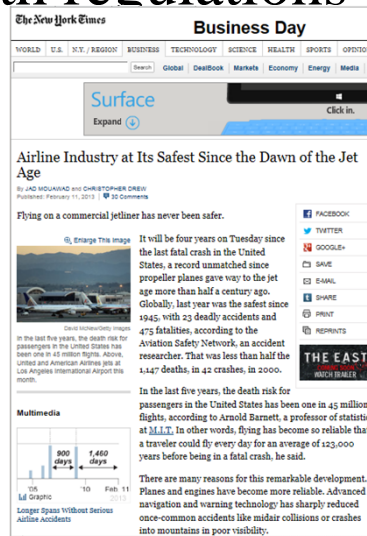 regulations
The New York Times
Business Day
WORLD U.S. N.Y. / REGION BUSINESS TECHNOLOGY SCIENCE HEALTH SPORTS OPINIO
Search Global DealBook Markets Economy Energy Media
Surface
Expand
Click in.
Airline Industry at Its Safest Since the Dawn of the Jet
Age
By JAD MOUAWAD and CHRISTOPHER DREW
Published: February 11, 2013 | 30 Comments
Flying on a commercial jetliner has never been safer.
Enlarge This Image
David McNew/Getty Images
In the last five years, the death risk for
passengers in the United States has
been one in 45 million flights. Above,
United and American Airlines jets at
Los Angeles International Airport this
month.
Multimedia
900
days
1,460
days
'05
'10
Feb 11
2013
Graphic
Longer Spans Without Serious
Airline Accidents
It will be four years on Tuesday since
the last fatal crash in the United
States, a record unmatched since
propeller planes gave way to the jet
age more than half a century ago.
Globally, last year was the safest since
1945, with 23 deadly accidents and
475 fatalities, according to the
Aviation Safety Network, an accident
researcher. That was less than half the
1,147 deaths, in 42 crashes, in 2000.
In the last five years, the death risk for
passengers in the United States has been one in 45 million
flights, according to Arnold Barnett, a professor of statistic
at M.I.T. In other words, flying has become so reliable tha
a traveler could fly every day for an average of 123,000
years before being in a fatal crash, he said.
There are many reasons for this remarkable development.
Planes and engines have become more reliable. Advanced
navigation and warning technology has sharply reduced
once-common accidents like midair collisions or crashes
into mountains in poor visibility.
FACEBOOK
TWITTER
GOOGLE+
SAVE
E-MAIL
SHARE
PRINT
REPRINTS
THE EAST
WATCH TRAILER